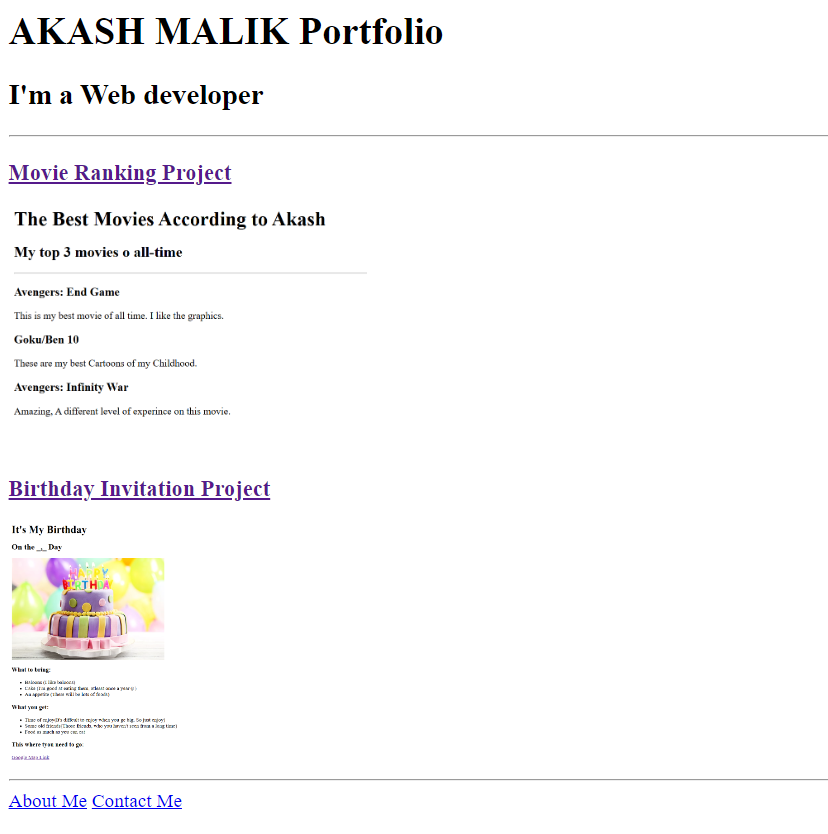 AKASH MALIK Portfolio
I'm a Web developer
Movie Ranking Project
The Best Movies According to Akash
My top 3 movies o all-time
Avengers: End Game
This is my best movie of all time. I like the graphics.
Goku/Ben 10
These are my best Cartoons of my Childhood.
Avengers: Infinity War
Amazing, A different level of experince on this movie.
Birthday Invitation Project
It's My Birthday
On the _._ Day
HAPPY
BIRTHDAY
What to bring:
Baloons (I like baloons)
Cake (I'm good at eating them, atleast once a year)
An appetite (There will be lots of foods)
What you get:
Time of enjoy(It's difficult to enjoy when you go big. So just enjoy)
Some old friends(Those friends, who you haven't seen from a long time)
Food as much as you can eat
This where you need to go:
Google Map Link
About Me Contact Me